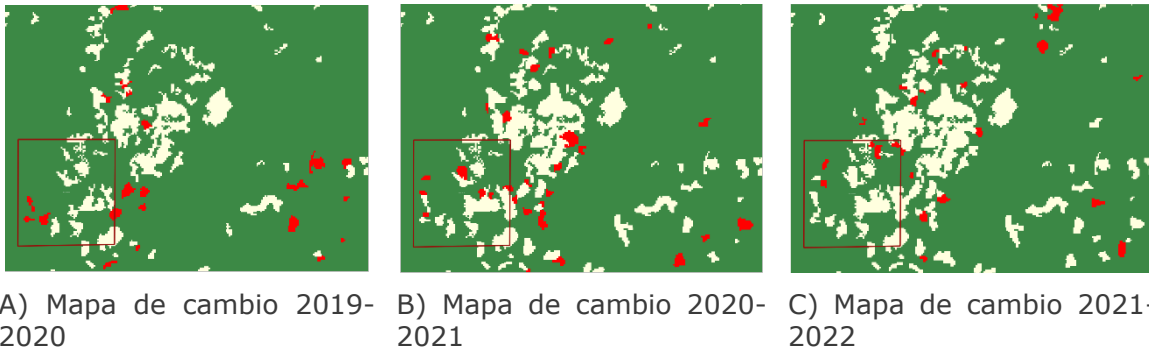 A) Mapa de cambio 2019-
2020
B) Mapa de cambio 2020-
2021
C) Mapa de cambio 2021-
2022